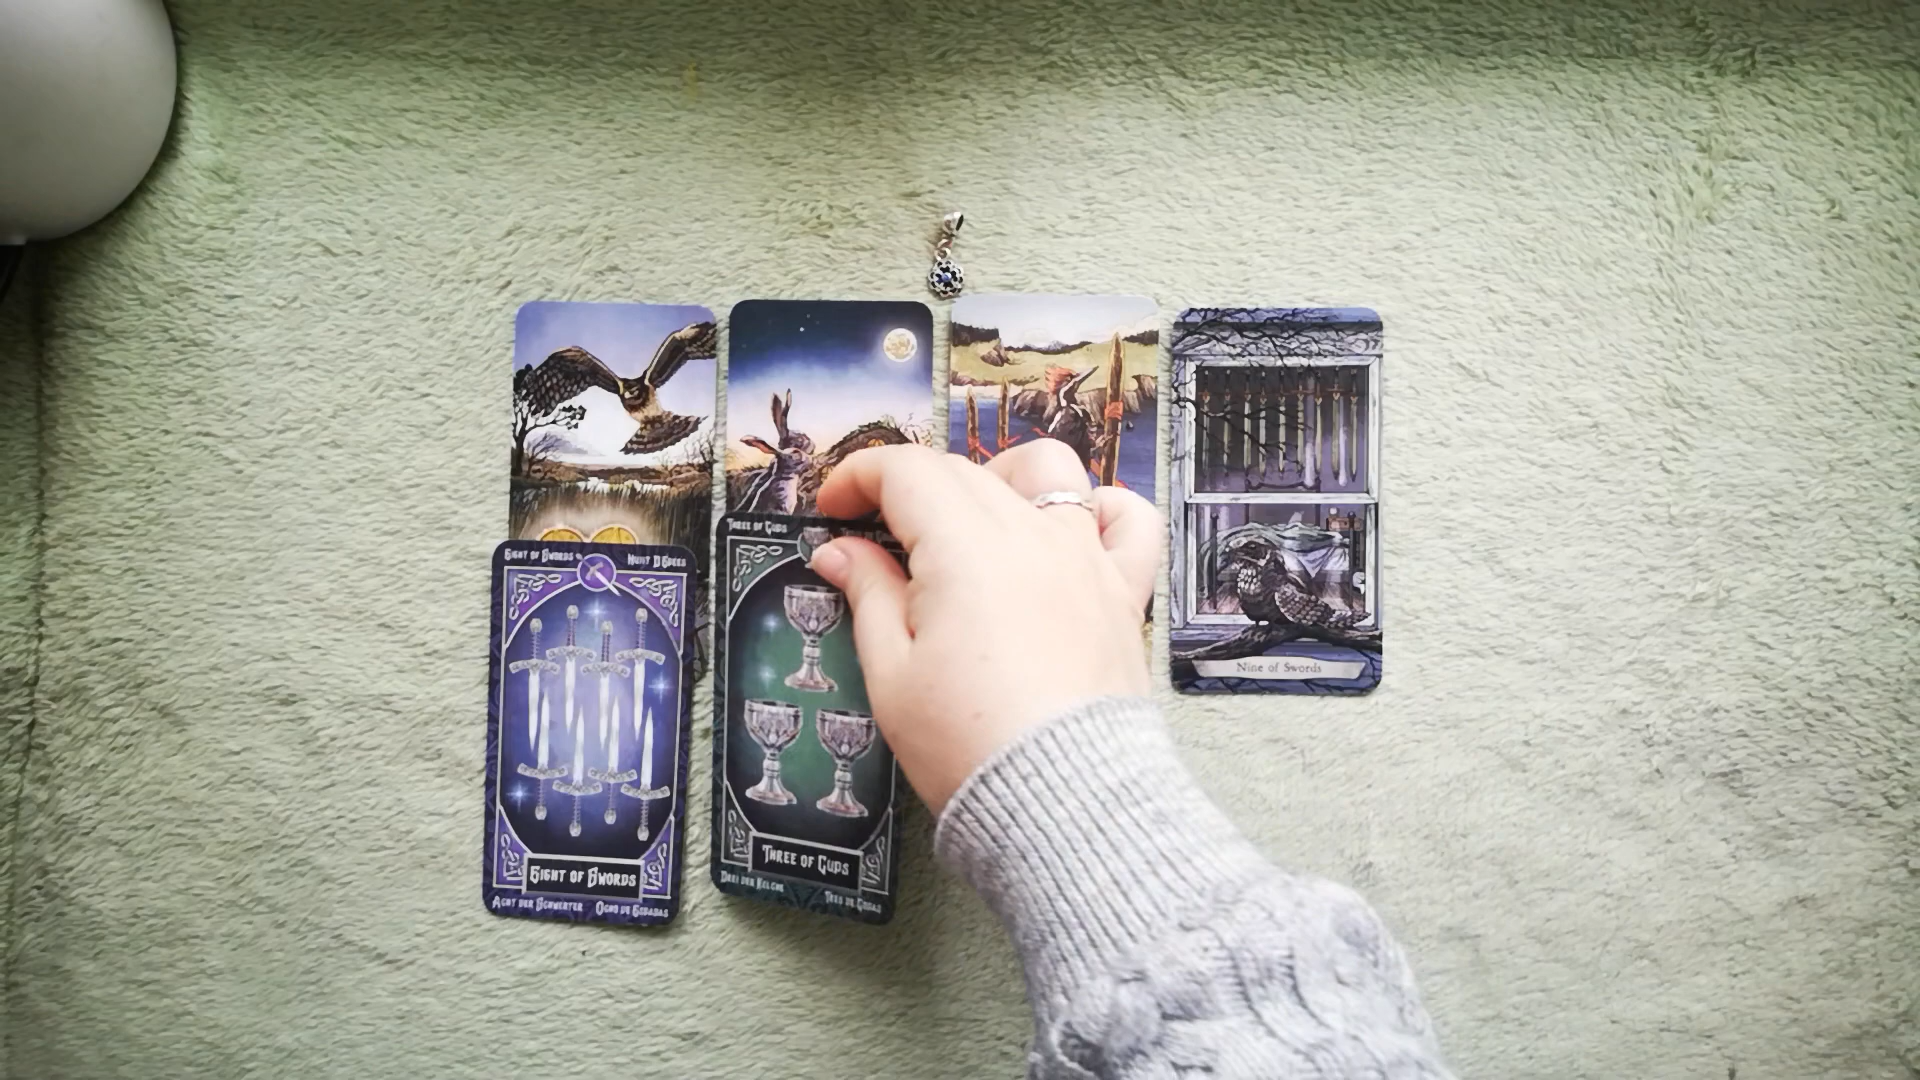 Eight of Swords
Huit D'Épées
Three of Cups
Nine of Swords
Eight of Swords
Acht der Schwerter
Ocho de Espadas
Three of Cups
Drei der Kelche
Tres de Copas